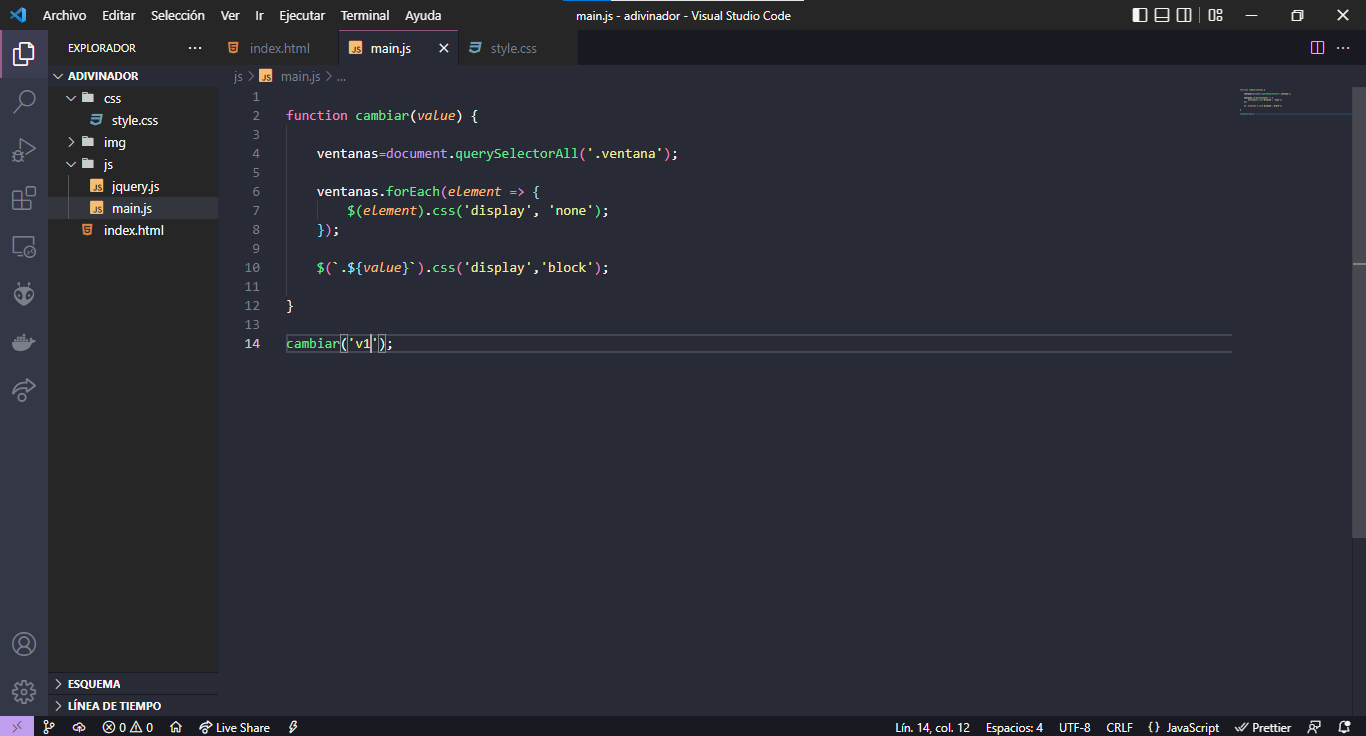 Archivo Editar Selección Ver Ir Ejecutar Terminal Ayuda main.js - adivinador - Visual Studio Code
EXPLORADOR ... index.html JS main.js style.css ...
ADIVINADOR
js > JS main.js > ...
css
style.css
img
js
JS jquery.js
JS main.js
index.html
1
2 function cambiar(value) {
3
4 ventanas=document.querySelectorAll('.ventana');
5
6 ventanas.forEach(element => {
7 $(element).css('display', 'none');
8 });
9
10 $(`.${value}`).css('display','block');
11
12 }
13
14 cambiar('v1');
ESQUEMA
LÍNEA DE TIEMPO
0 0 Live Share Lín. 14, col. 12 Espacios: 4 UTF-8 CRLF {} JavaScript Prettier